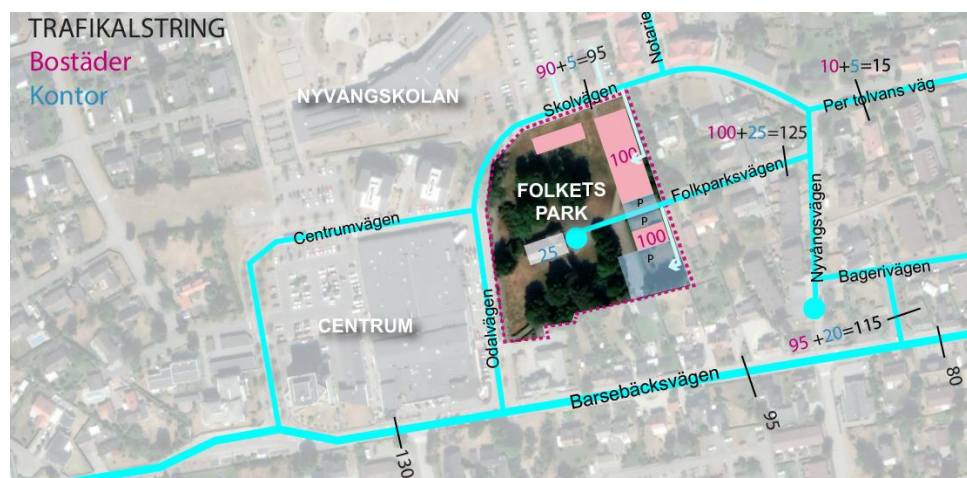 TRAFIKALSTRING
Bostäder
Kontor
NYVÅNGSKOLAN
90+5=95
Notarie
10+5=15
Skolvägen
Per tolvans väg
100+25=125
100
FOLKETS
PARK
Folkparksvägen
P
P
Centrumvägen
100
25
P
Nyvångsvägen
Bagerivägen
CENTRUM
Odalvägen
95 +20=115
Barsebäcksvägen
80
95
130